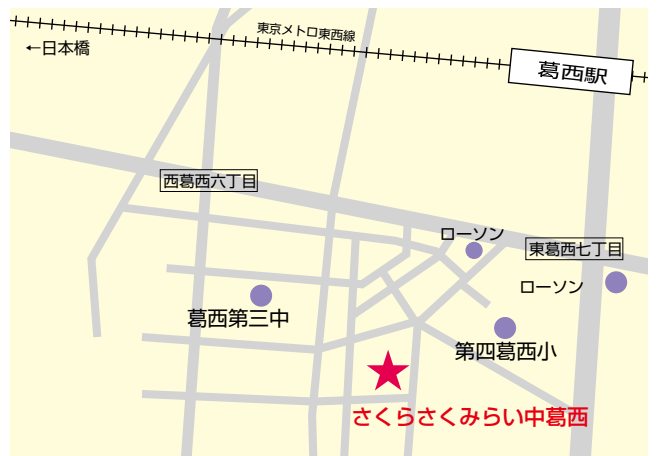 東京メトロ東西線
←日本橋
葛西駅
西葛西六丁目
ローソン
東葛西七丁目
ローソン
葛西第三中
第四葛西小
さくらさくみらい中葛西